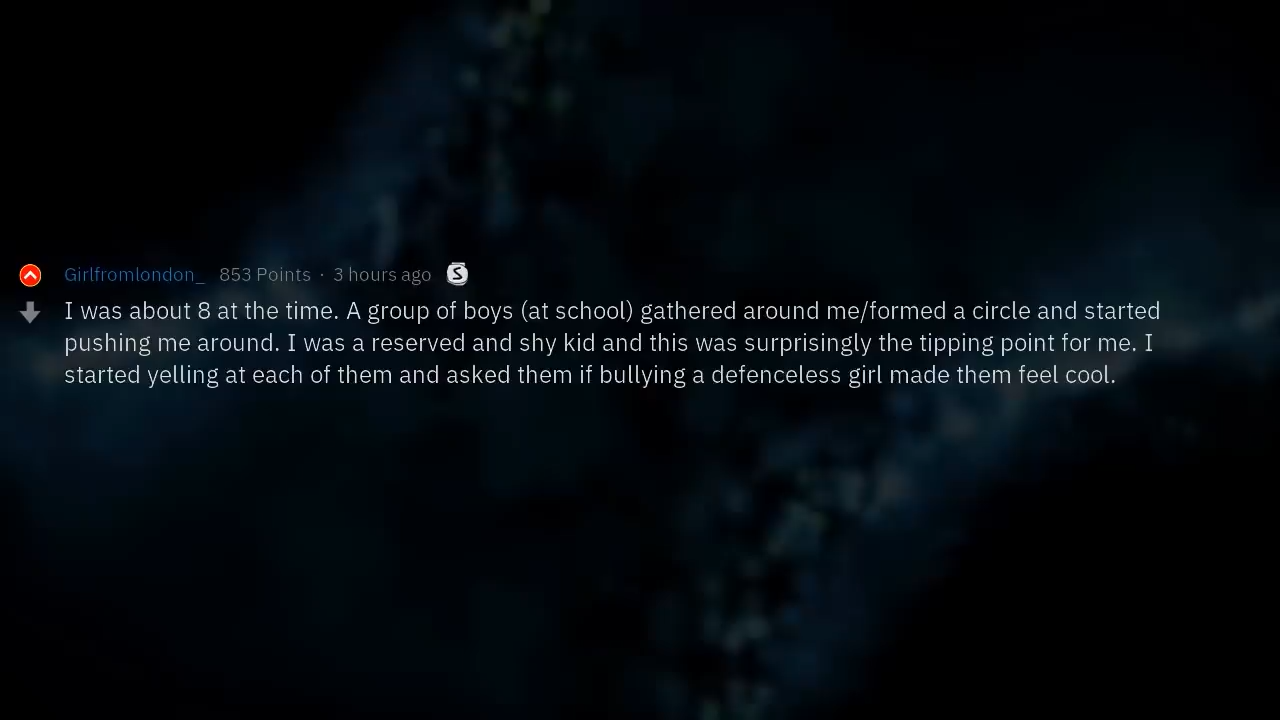 Girlfromlondon_ 853 Points · 3 hours ago S
I was about 8 at the time. A group of boys (at school) gathered around me/formed a circle and started
pushing me around. I was a reserved and shy kid and this was surprisingly the tipping point for me. I
started yelling at each of them and asked them if bullying a defenceless girl made them feel cool.